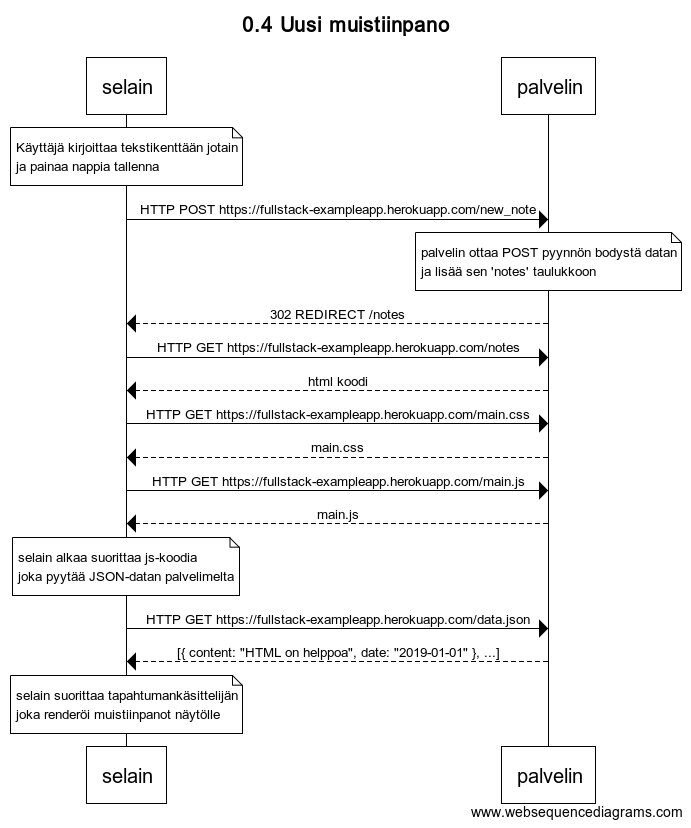 0.4 Uusi muistiinpano
selain
palvelin
Käyttäjä kirjoittaa tekstikenttään jotain
ja painaa nappia tallenna
HTTP POST https://fullstack-exampleapp.herokuapp.com/new_note
palvelin ottaa POST pyynnön bodystä datan
ja lisää sen 'notes' taulukkoon
302 REDIRECT /notes
HTTP GET https://fullstack-exampleapp.herokuapp.com/notes
html koodi
HTTP GET https://fullstack-exampleapp.herokuapp.com/main.css
main.css
HTTP GET https://fullstack-exampleapp.herokuapp.com/main.js
main.js
selain alkaa suorittaa js-koodia
joka pyytää JSON-datan palvelimelta
HTTP GET https://fullstack-exampleapp.herokuapp.com/data.json
[{ content: "HTML on helppoa", date: "2019-01-01" }, ...]
selain suorittaa tapahtumankäsittelijän
joka renderöi muistiinpanot näytölle
selain
palvelin
www.websequencediagrams.com